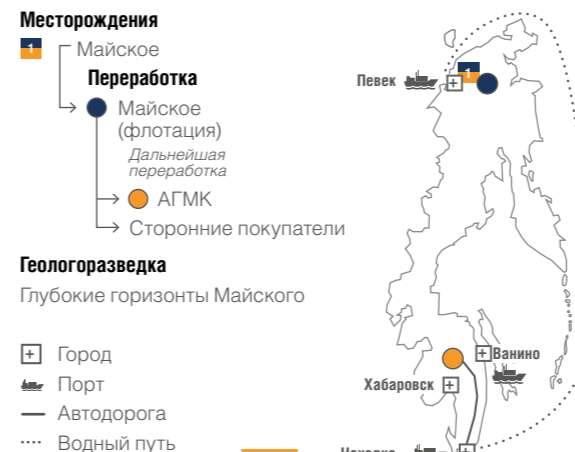 Месторождения
1 Майское
Переработка
Майское
(флотация)
Дальнейшая
переработка
АГМК
Сторонние покупатели
Геологоразведка
Глубокие горизонты Майского
Город
Порт
Автодорога
Водный путь
Певек
1
Ванино
Хабаровск
Находка